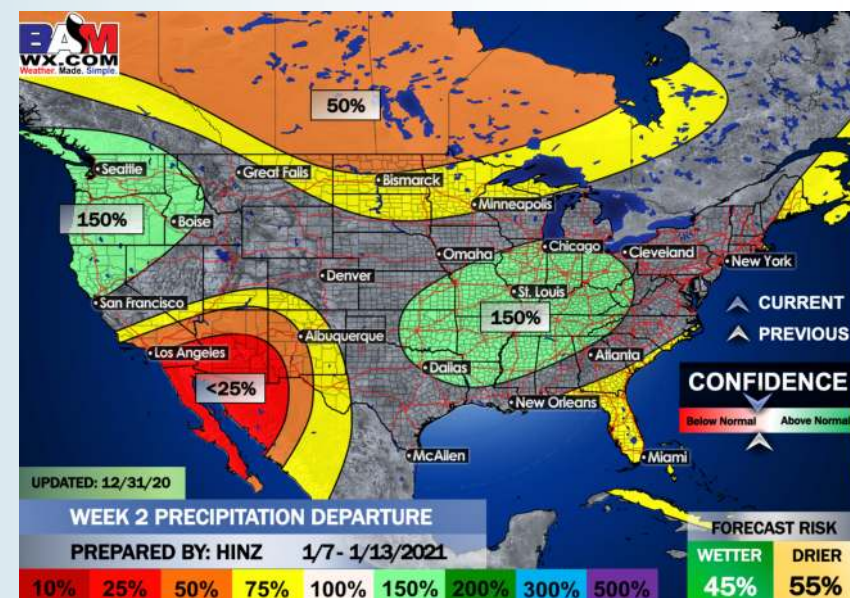 BAM
WX.COM
Weather. Made. Simple.
50%
Seattle
Great Falls
Bismarck
Minneapolis
150%
Boise
Omaha
Chicago
Cleveland
New York
Denver
San Francisco
St. Louis
150%
CURRENT
PREVIOUS
Albuquerque
Los Angeles
Dallas
Atlanta
<25%
CONFIDENCE
Below Normal
Above Normal
New Orleans
McAllen
Miami
UPDATED: 12/31/20
WEEK 2 PRECIPITATION DEPARTURE
PREPARED BY: HINZ 1/7- 1/13/2021
FORECAST RISK
WETTER DRIER
45% 55%
10% 25% 50% 75% 100% 150% 200% 300% 500%